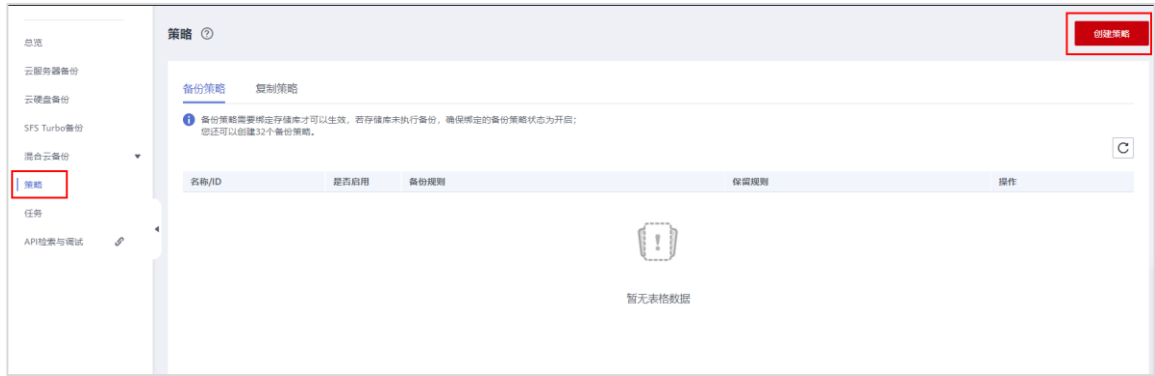 总览
云服务器备份
云硬盘备份
SFS Turbo备份
混合云备份
策略
任务
API检索与调试
策略
创建策略
备份策略 复制策略
备份策略需要绑定存储库才可以生效，若存储库未执行备份，确保绑定的备份策略状态为开启；
您还可以创建32个备份策略。
名称/ID 是否启用 备份规则 保留规则 操作
暂无表格数据